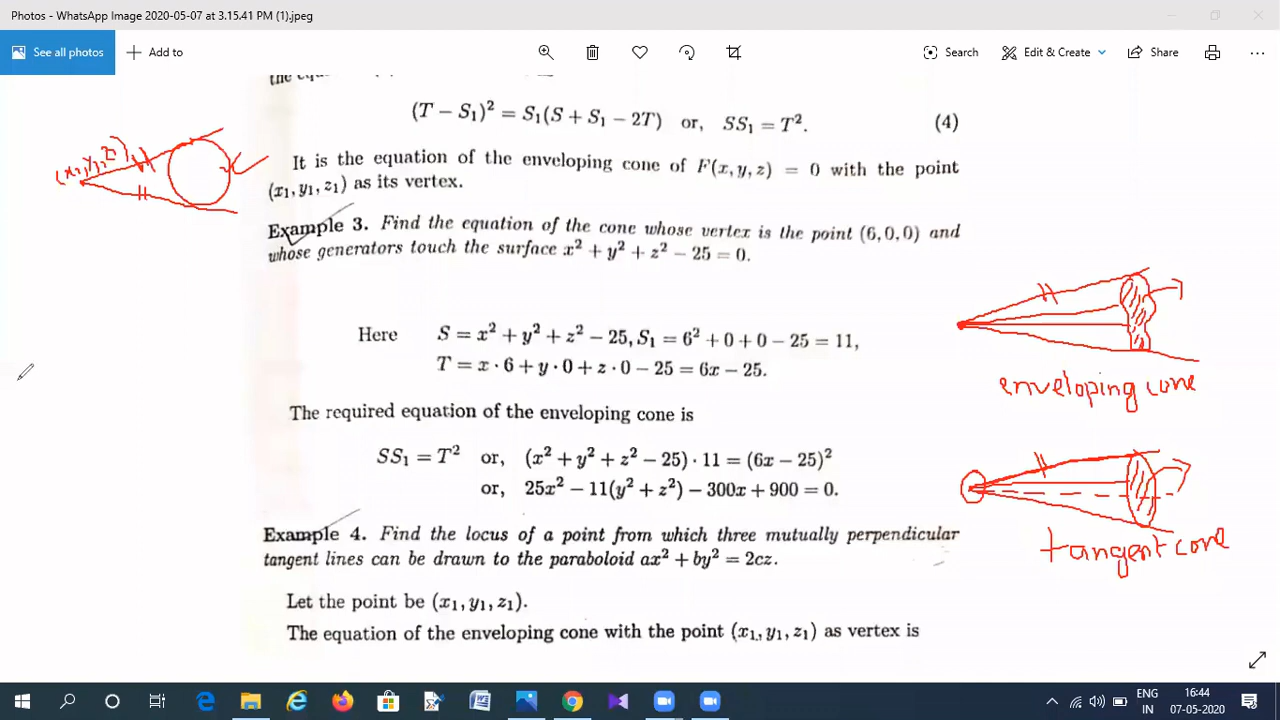 Photos - WhatsApp Image 2020-05-07 at 3.15.41 PM (1).jpeg
See all photos
Add to
Search
Edit & Create
Share
(T − S₁)² = S₁(S + S₁ − 2T) or, SS₁ = T². (4)
It is the equation of the enveloping cone of F(x, y, z) = 0 with the point
(x₁, y₁, z₁) as its vertex.
(x₁, y₁, z₁)
Example 3. Find the equation of the cone whose vertex is the point (6, 0, 0) and
whose generators touch the surface x² + y² + z² − 25 = 0.
Here S = x² + y² + z² − 25, S₁ = 6² + 0 + 0 − 25 = 11,
T = x · 6 + y · 0 + z · 0 − 25 = 6x − 25.
enveloping cone
The required equation of the enveloping cone is
SS₁ = T² or, (x² + y² + z² − 25) · 11 = (6x − 25)²
or, 25x² − 11(y² + z²) − 300x + 900 = 0.
tangent cone
Example 4. Find the locus of a point from which three mutually perpendicular
tangent lines can be drawn to the paraboloid ax² + by² = 2cz.
Let the point be (x₁, y₁, z₁).
The equation of the enveloping cone with the point (x₁, y₁, z₁) as vertex is
ENG
IN
16:44
07-05-2020